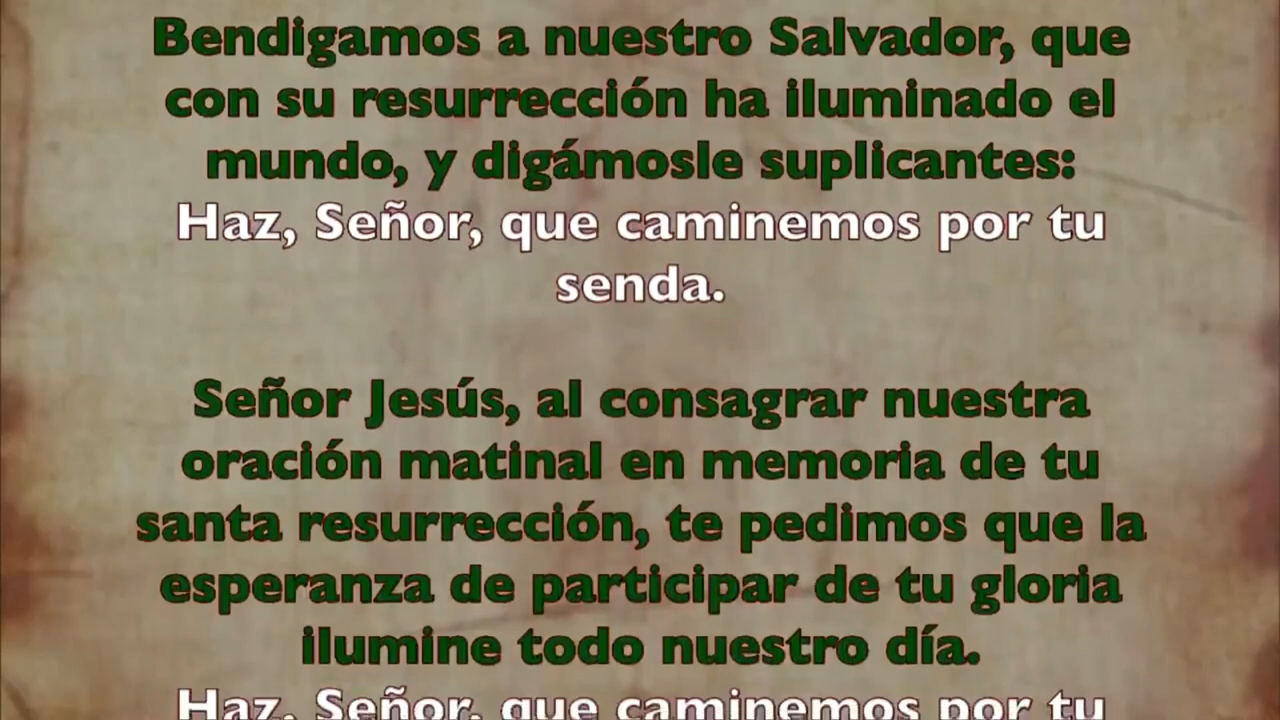 Bendigamos a nuestro Salvador, que
con su resurrección ha iluminado el
mundo, y digámosle suplicantes:
Haz, Señor, que caminemos por tu
senda.
Señor Jesús, al consagrar nuestra
oración matinal en memoria de tu
santa resurrección, te pedimos que la
esperanza de participar de tu gloria
ilumine todo nuestro día.
Haz, Señor, que caminemos por tu